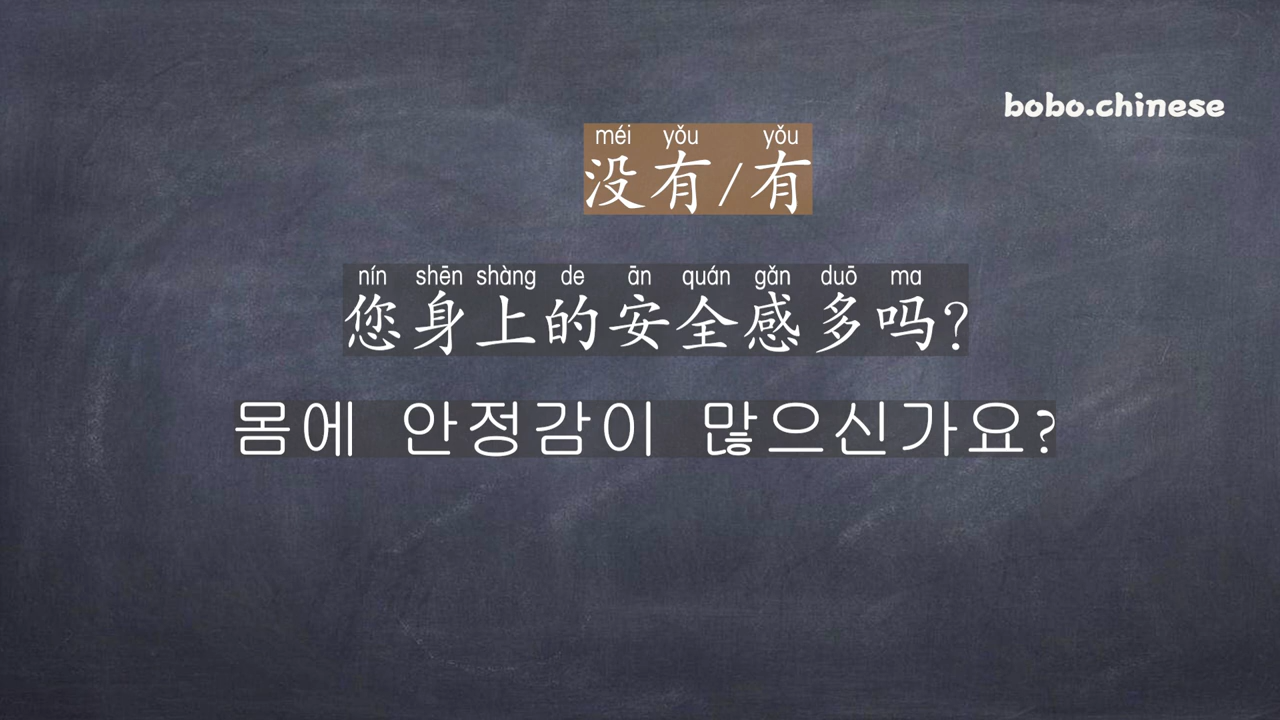 bobo.chinese
méi yǒu yǒu
没有/有
nín shēn shàng de ān quán gǎn duō ma
您身上的安全感多吗?
몸에 안정감이 많으신가요?